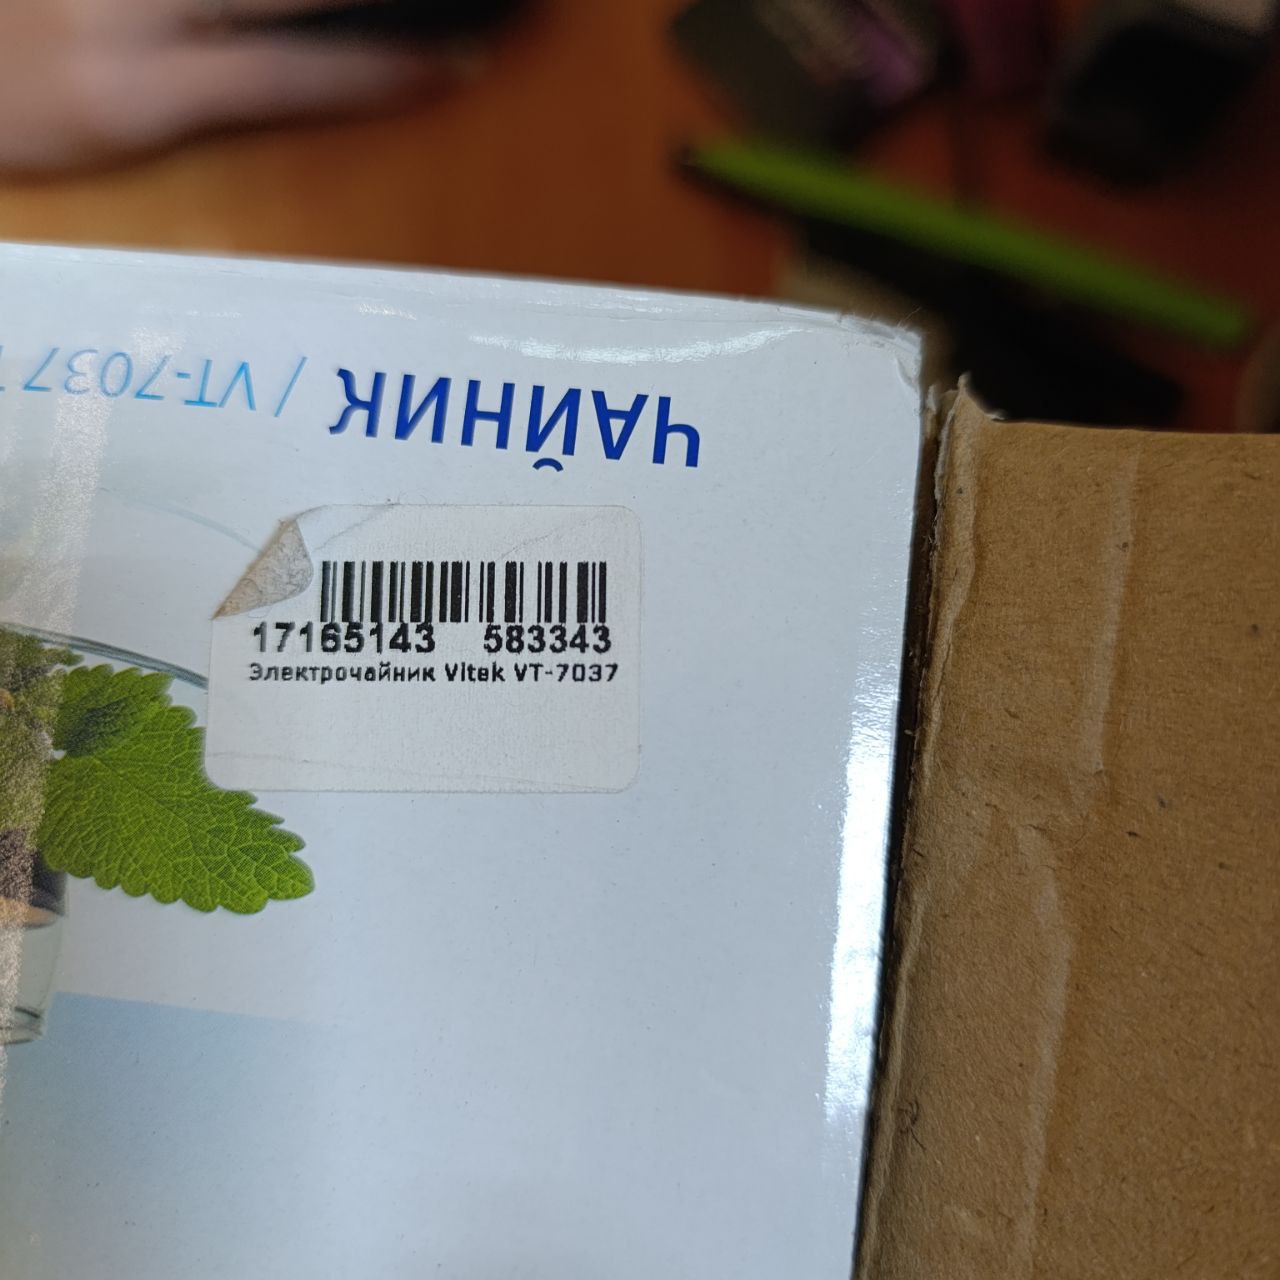 ЧАЙНИК / VT-7037
17165143 583343
Электрочайник Vitek VT-7037